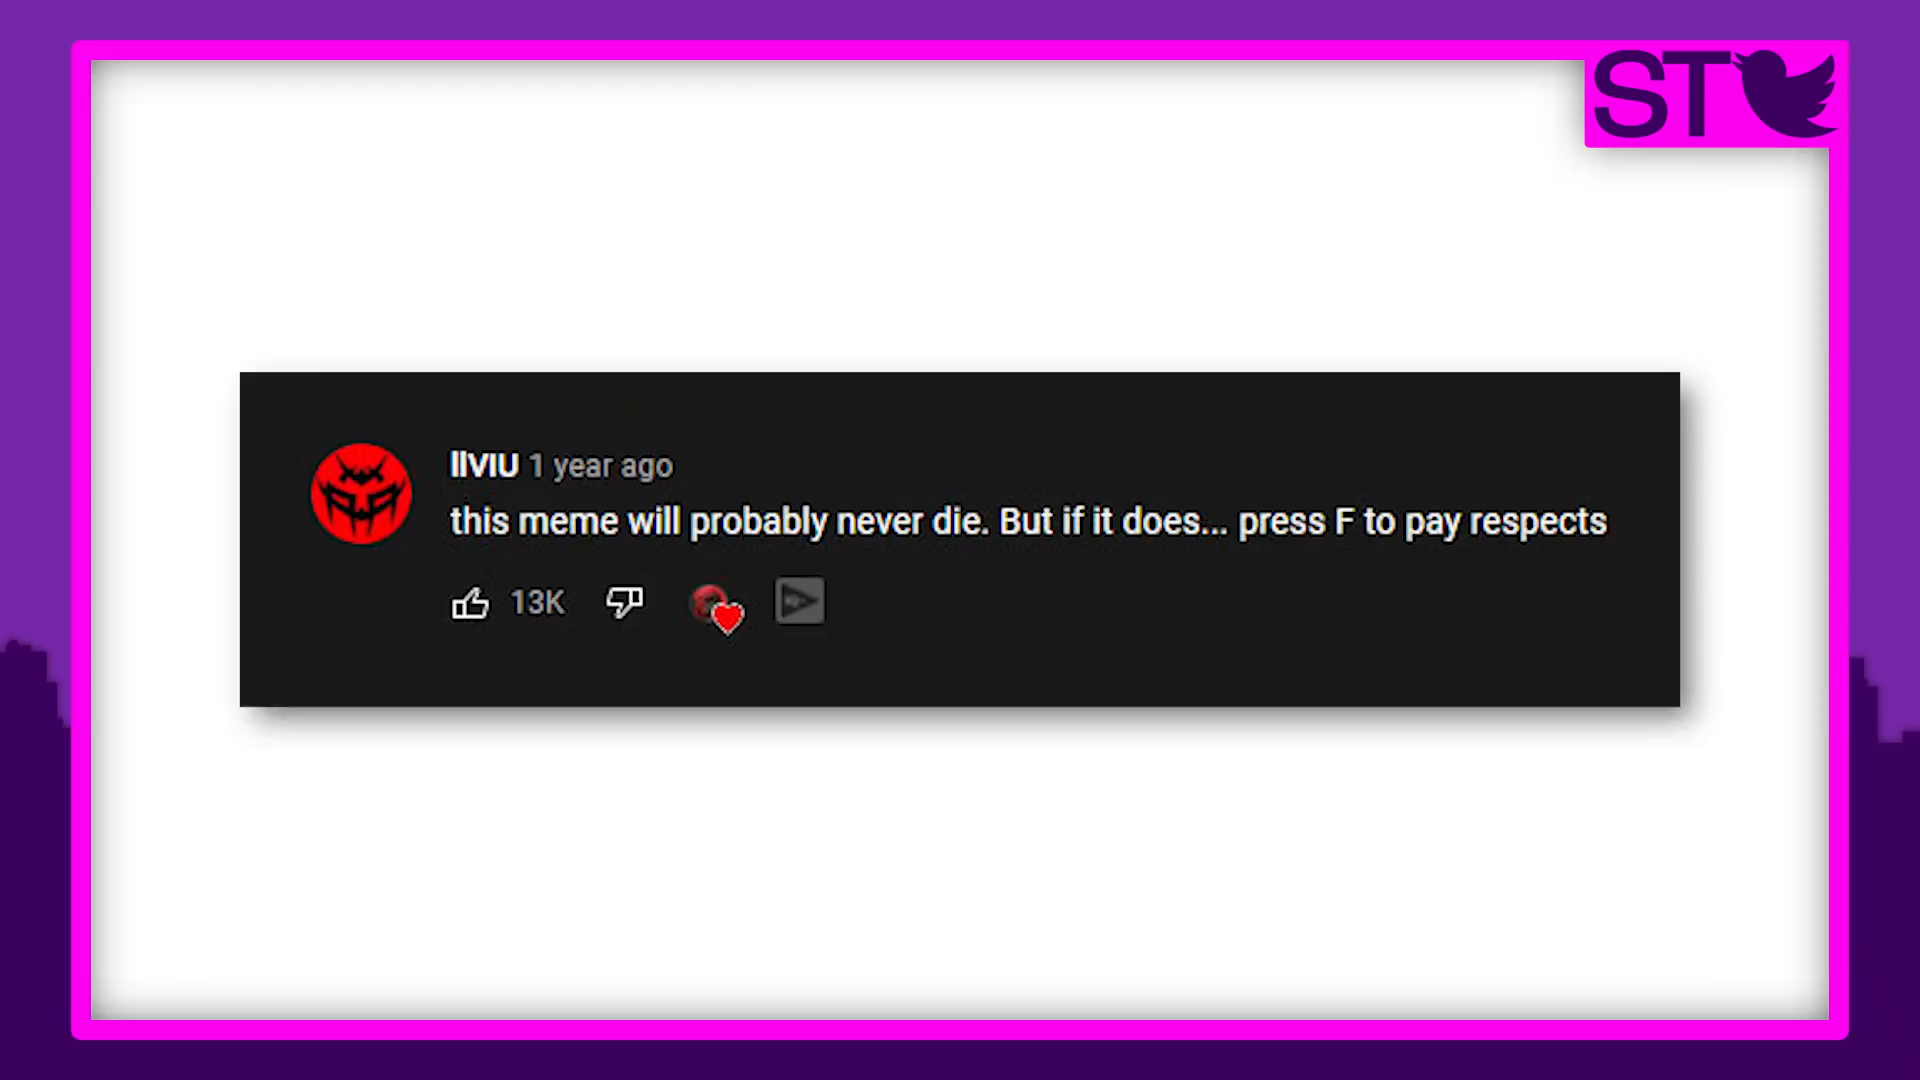 ST
llVIU 1 year ago
this meme will probably never die. But if it does... press F to pay respects
13K